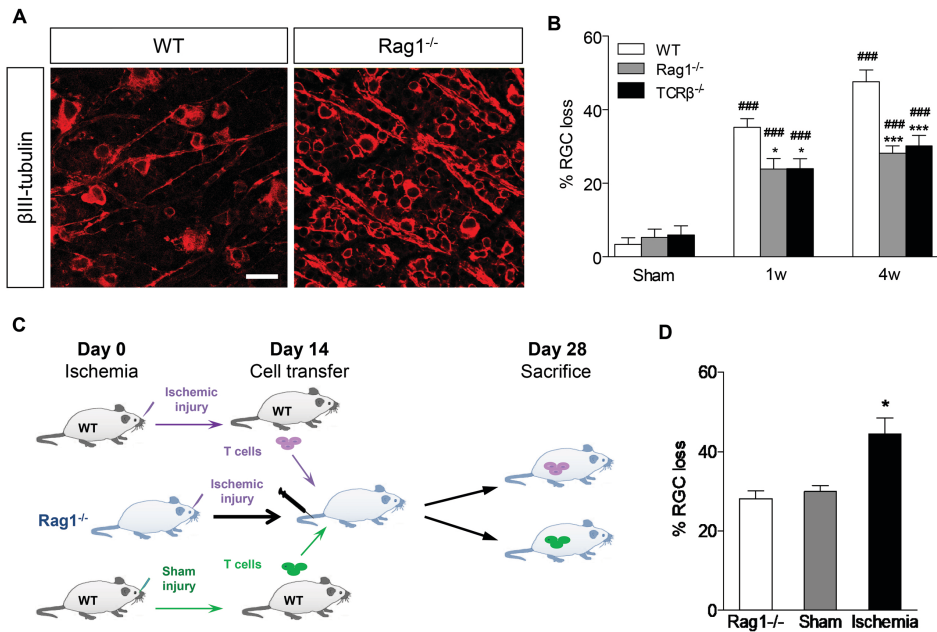 A
WT
Rag1-/-
βIII-tubulin
B
WT
Rag1-/-
TCRβ-/-
% RGC loss
60
40
20
0
###
###
###
*
*
###
###
***
###
***
Sham
1w
4w
C
Day 0
Ischemia
Day 14
Cell transfer
Day 28
Sacrifice
Ischemic
injury
WT
WT
T cells
Ischemic
injury
Rag1-/-
Sham
injury
T cells
WT
WT
D
% RGC loss
60
40
20
0
*
Rag1-/-
Sham
Ischemia